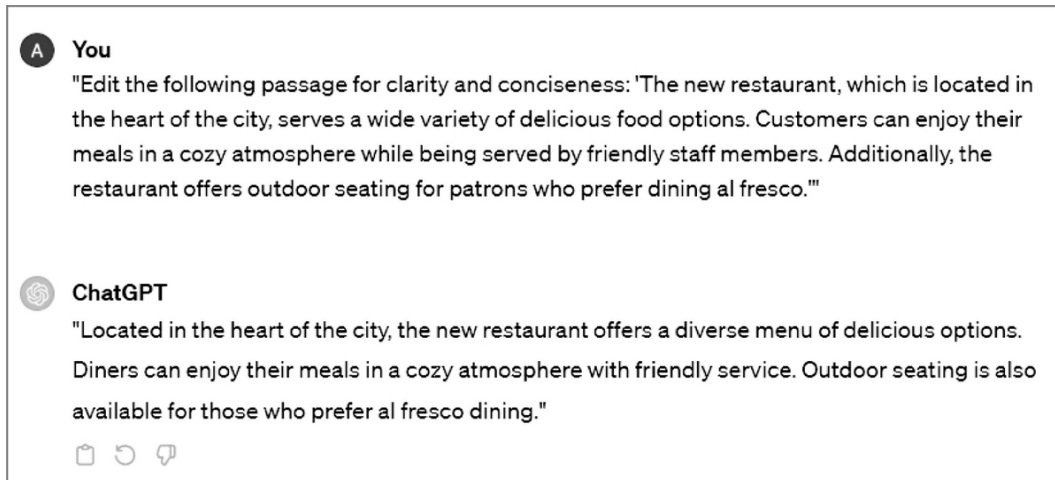 A
You
"Edit the following passage for clarity and conciseness: 'The new restaurant, which is located in
the heart of the city, serves a wide variety of delicious food options. Customers can enjoy their
meals in a cozy atmosphere while being served by friendly staff members. Additionally, the
restaurant offers outdoor seating for patrons who prefer dining al fresco.'"
ChatGPT
"Located in the heart of the city, the new restaurant offers a diverse menu of delicious options.
Diners can enjoy their meals in a cozy atmosphere with friendly service. Outdoor seating is also
available for those who prefer al fresco dining."